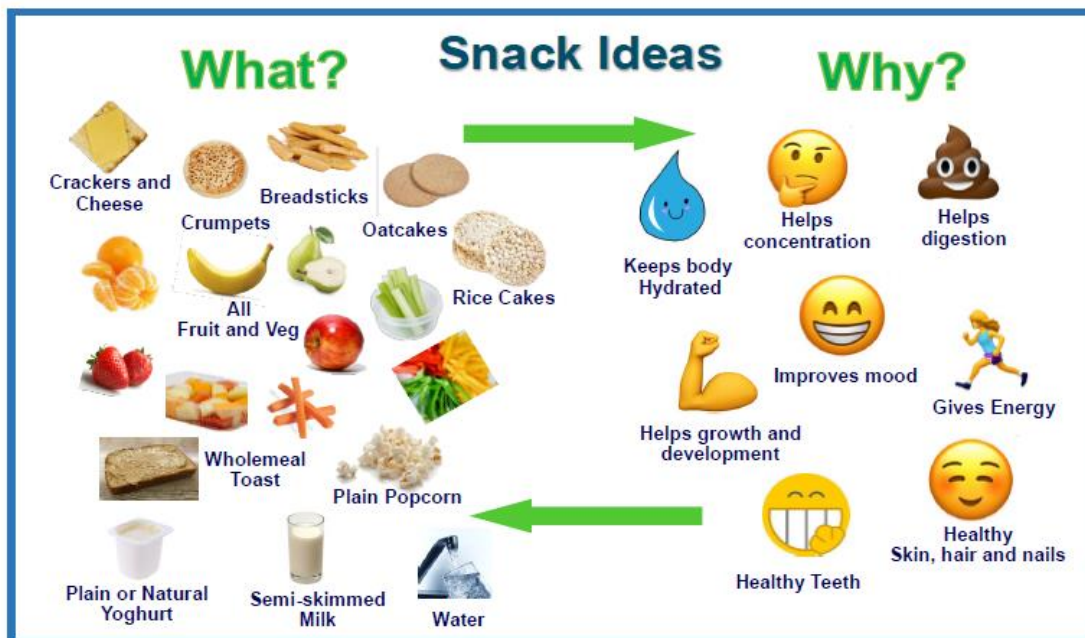 Snack Ideas
What?
Why?
Crackers and
Cheese
Crumpets
Breadsticks
Oatcakes
Rice Cakes
All
Fruit and Veg
Wholemeal
Toast
Plain Popcorn
Plain or Natural
Yoghurt
Semi-skimmed
Milk
Water
Keeps body
Hydrated
Helps
concentration
Helps
digestion
Improves mood
Gives Energy
Helps growth and
development
Healthy Teeth
Healthy
Skin, hair and nails